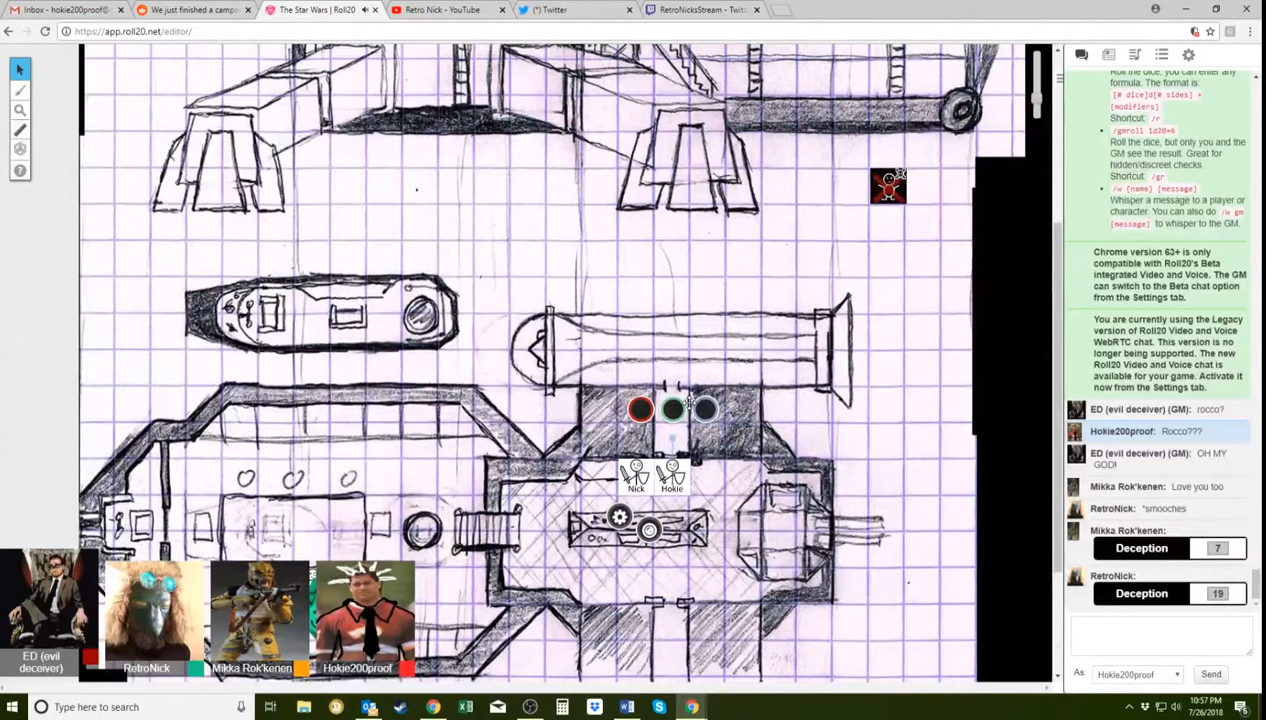 Inbox - hokie200proof@
We just finished a campa
The Star Wars | Roll20
Retro Nick - YouTube
(*) Twitter
RetroNicksStream - Twitc
Secure | https://app.roll20.net/editor/
Roll the dice, you can enter any
formula. The format is:
[# dice]d[# sides] +
[modifiers]
Shortcut: /r
/gmroll 1d20+6
Roll the dice, but only you and the
GM see the result. Great for
hidden/discreet checks.
Shortcut: /gr
/w [name] [message]
Whisper a message to a player or
character. You can also do /w gm
[message] to whisper to the GM.
Chrome version 63+ is only
compatible with Roll20's Beta
integrated Video and Voice. The GM
can switch to the Beta chat option
from the Settings tab.
You are currently using the Legacy
version of Roll20 Video and Voice
WebRTC chat. This version is no
longer being supported. The new
Roll20 Video and Voice chat is
available for your game. Activate it
now from the Settings tab.
ED (evil deceiver) (GM): rocco?
Hokie200proof: Rocco???
ED (evil deceiver) (GM): OH MY
GOD!
Mikka Rok'kenen: Love you too
RetroNick: *smooches
Mikka Rok'kenen:
Deception 7
RetroNick:
Deception 19
Nick
Hokie
ED (evil
deceiver)
RetroNick
Mikka Rok'kenen
Hokie200proof
As: Hokie200proof
Send
Type here to search
10:57 PM
7/26/2018